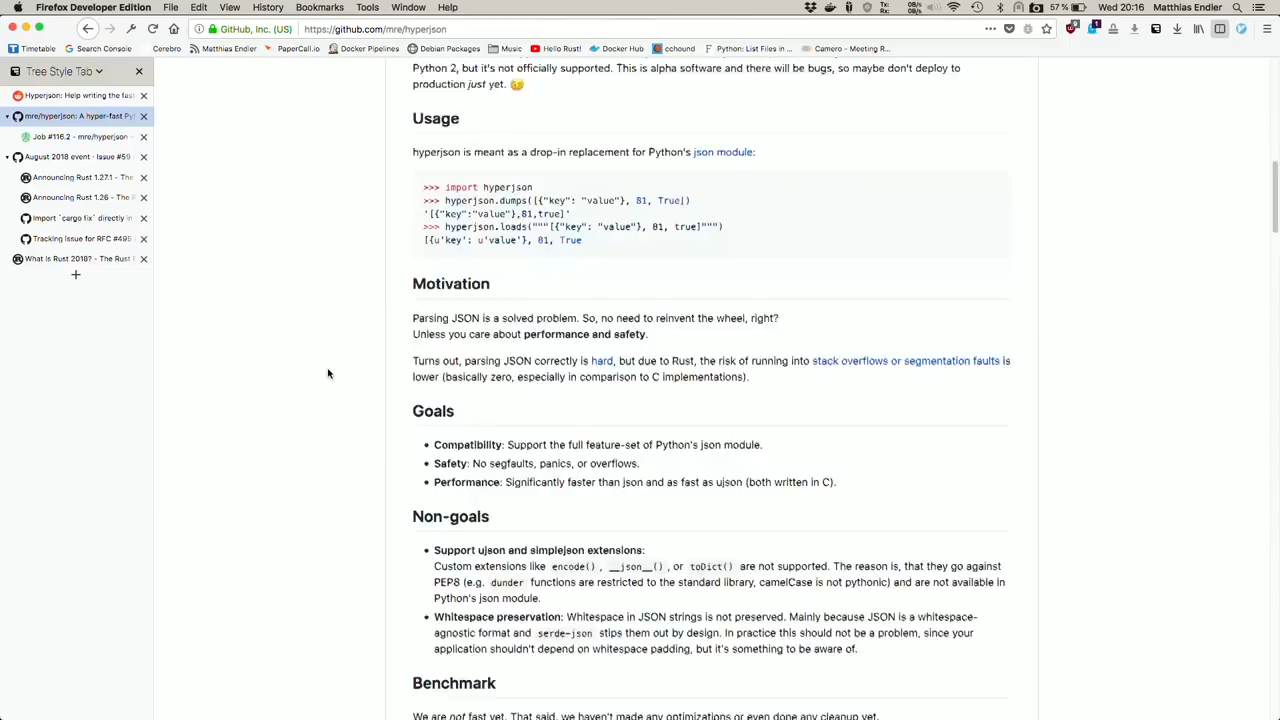 Firefox Developer Edition File Edit View History Bookmarks Tools Window Help
57% Wed 20:16 Matthias Endler
GitHub, Inc. (US) https://github.com/mre/hyperjson
Timetable Search Console Cerebro Matthias Endler PaperCall.io Docker Pipelines Debian Packages Music Hello Rust! Docker Hub cchound Python: List Files in ... Camero - Meeting R...
Tree Style Tab
Hyperjson: Help writing the fast
mre/hyperjson: A hyper-fast Pyt
Job #116.2 - mre/hyperjson -
August 2018 event · Issue #59
Announcing Rust 1.27.1 - The
Announcing Rust 1.26 - The R
Import `cargo fix` directly in
Tracking issue for RFC #495
What is Rust 2018? - The Rust
Python 2, but it's not officially supported. This is alpha software and there will be bugs, so maybe don't deploy to
production just yet. 😉
Usage
hyperjson is meant as a drop-in replacement for Python's json module:
>>> import hyperjson
>>> hyperjson.dumps([{"key": "value"}, 81, True])
'[{"key":"value"},81,true]'
>>> hyperjson.loads("""[{"key": "value"}, 81, true]""")
[{u'key': u'value'}, 81, True
Motivation
Parsing JSON is a solved problem. So, no need to reinvent the wheel, right?
Unless you care about performance and safety.
Turns out, parsing JSON correctly is hard, but due to Rust, the risk of running into stack overflows or segmentation faults is
lower (basically zero, especially in comparison to C implementations).
Goals
• Compatibility: Support the full feature-set of Python's json module.
• Safety: No segfaults, panics, or overflows.
• Performance: Significantly faster than json and as fast as ujson (both written in C).
Non-goals
• Support ujson and simplejson extensions:
Custom extensions like encode() , __json__() , or toDict() are not supported. The reason is, that they go against
PEP8 (e.g. dunder functions are restricted to the standard library, camelCase is not pythonic) and are not available in
Python's json module.
• Whitespace preservation: Whitespace in JSON strings is not preserved. Mainly because JSON is a whitespace-
agnostic format and serde-json stips them out by design. In practice this should not be a problem, since your
application shouldn't depend on whitespace padding, but it's something to be aware of.
Benchmark
We are not fast yet. That said, we haven't made any optimizations or even done any cleanup yet.